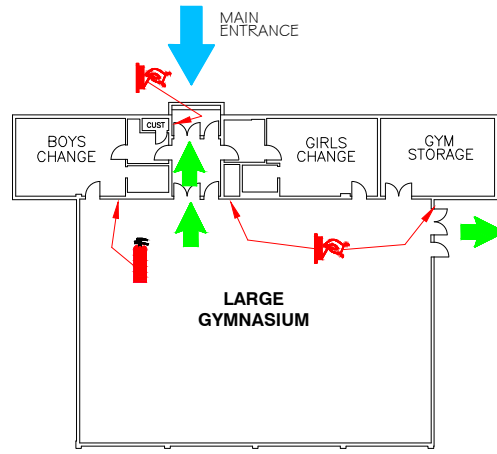 MAIN
ENTRANCE
CUST
BOYS
CHANGE
GIRLS
CHANGE
GYM
STORAGE
LARGE
GYMNASIUM